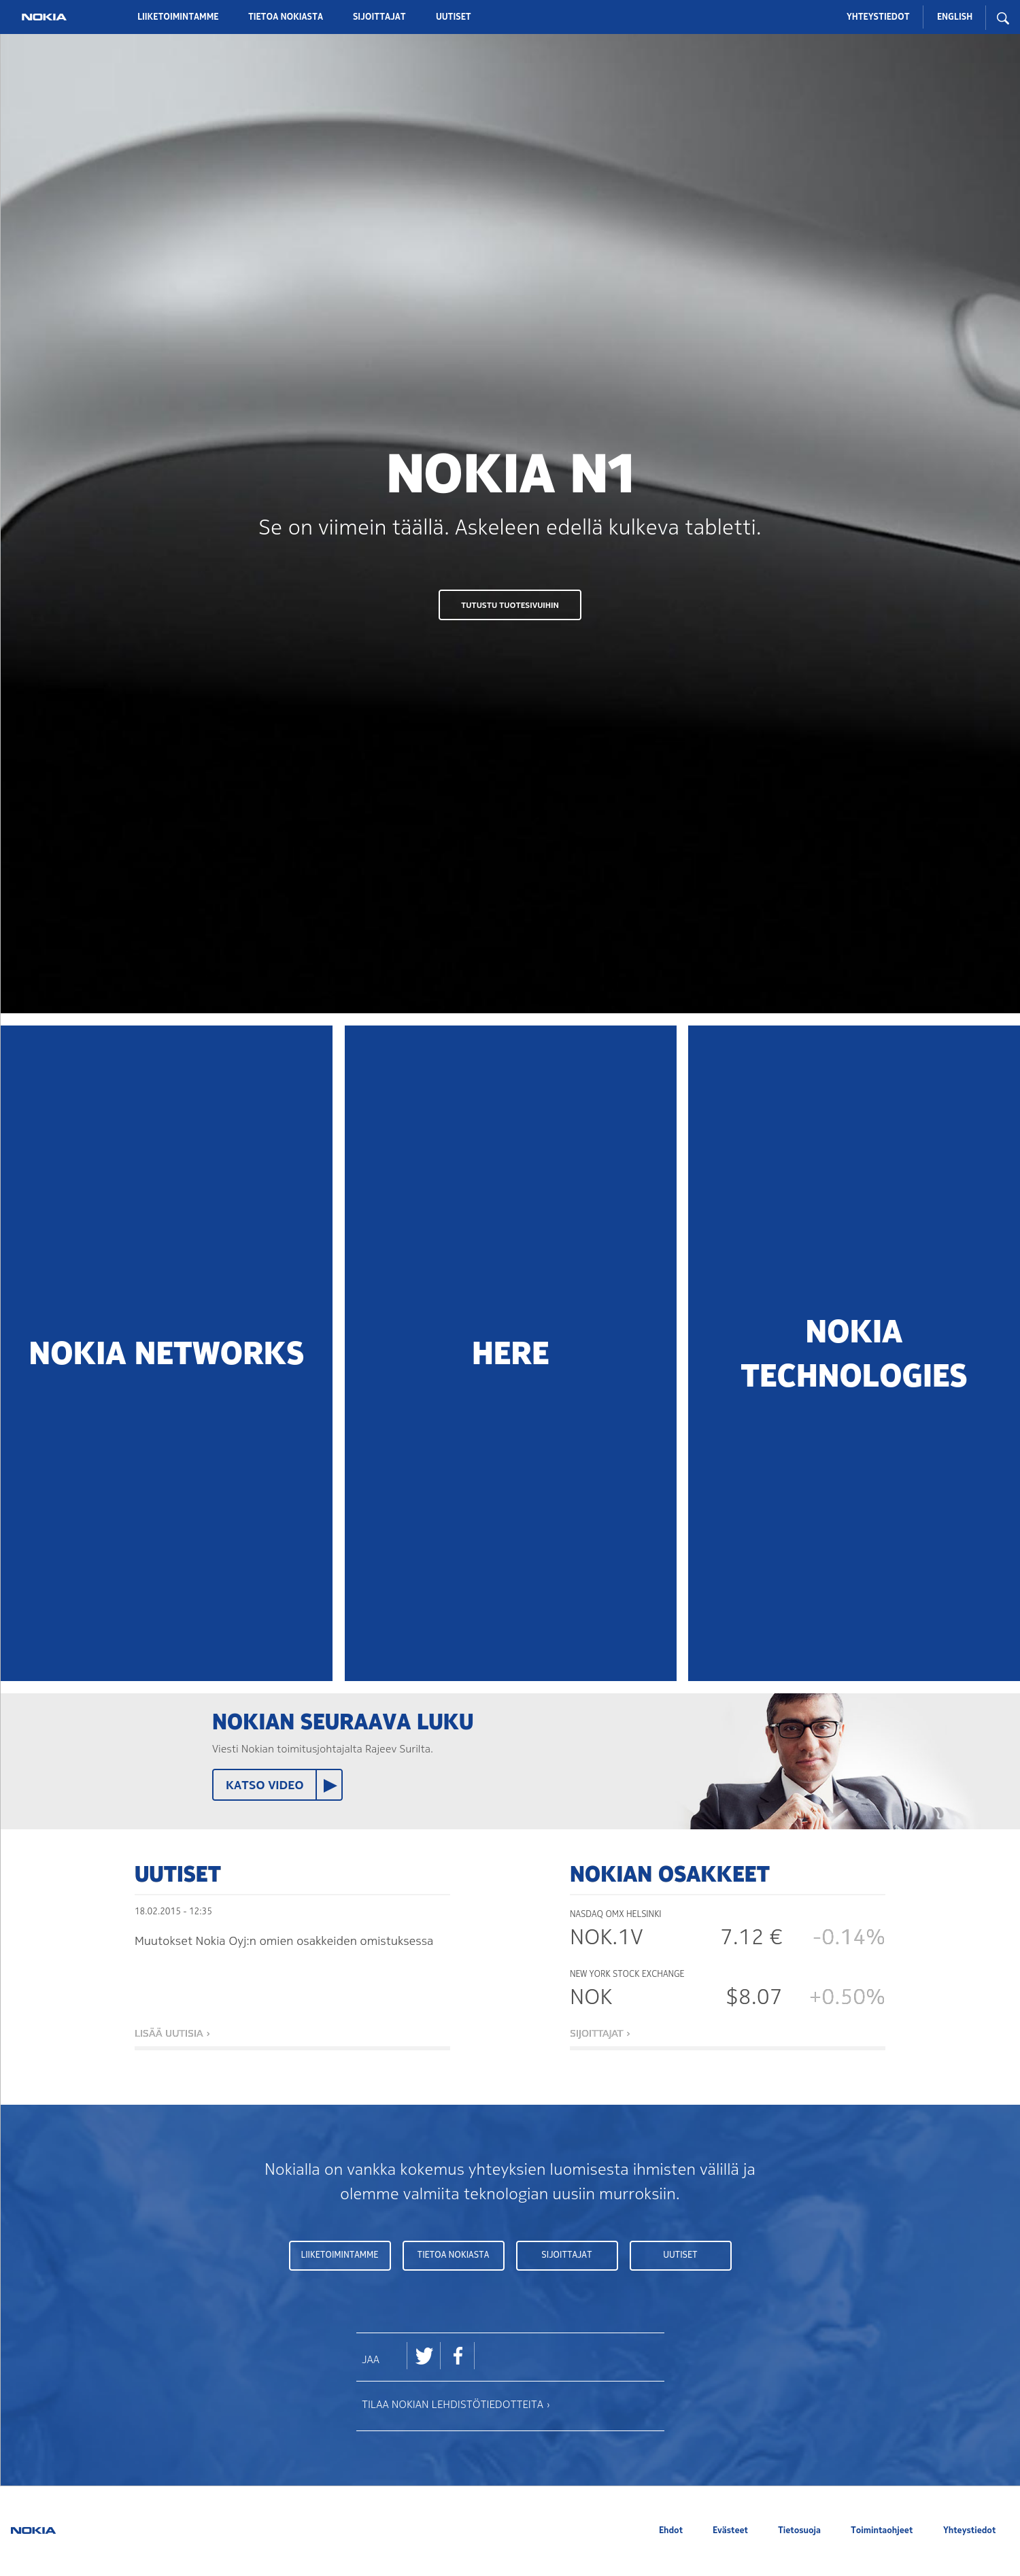 NOKIA
LIIKETOIMINTAMME
TIETOA NOKIASTA
SIJOITTAJAT
UUTISET
YHTEYSTIEDOT
ENGLISH
NOKIA N1
Se on viimein täällä. Askeleen edellä kulkeva tabletti.
TUTUSTU TUOTESIVUIHIN
NOKIA NETWORKS
HERE
NOKIA
TECHNOLOGIES
NOKIAN SEURAAVA LUKU
Viesti Nokian toimitusjohtajalta Rajeev Surilta.
KATSO VIDEO
UUTISET
18.02.2015 - 12:35
Muutokset Nokia Oyj:n omien osakkeiden omistuksessa
LISÄÄ UUTISIA ›
NOKIAN OSAKKEET
NASDAQ OMX HELSINKI
NOK.1V 7.12 € -0.14%
NEW YORK STOCK EXCHANGE
NOK $8.07 +0.50%
SIJOITTAJAT ›
Nokialla on vankka kokemus yhteyksien luomisesta ihmisten välillä ja
olemme valmiita teknologian uusiin murroksiin.
LIIKETOIMINTAMME
TIETOA NOKIASTA
SIJOITTAJAT
UUTISET
JAA
TILAA NOKIAN LEHDISTÖTIEDOTTEITA ›
NOKIA
Ehdot
Evästeet
Tietosuoja
Toimintaohjeet
Yhteystiedot